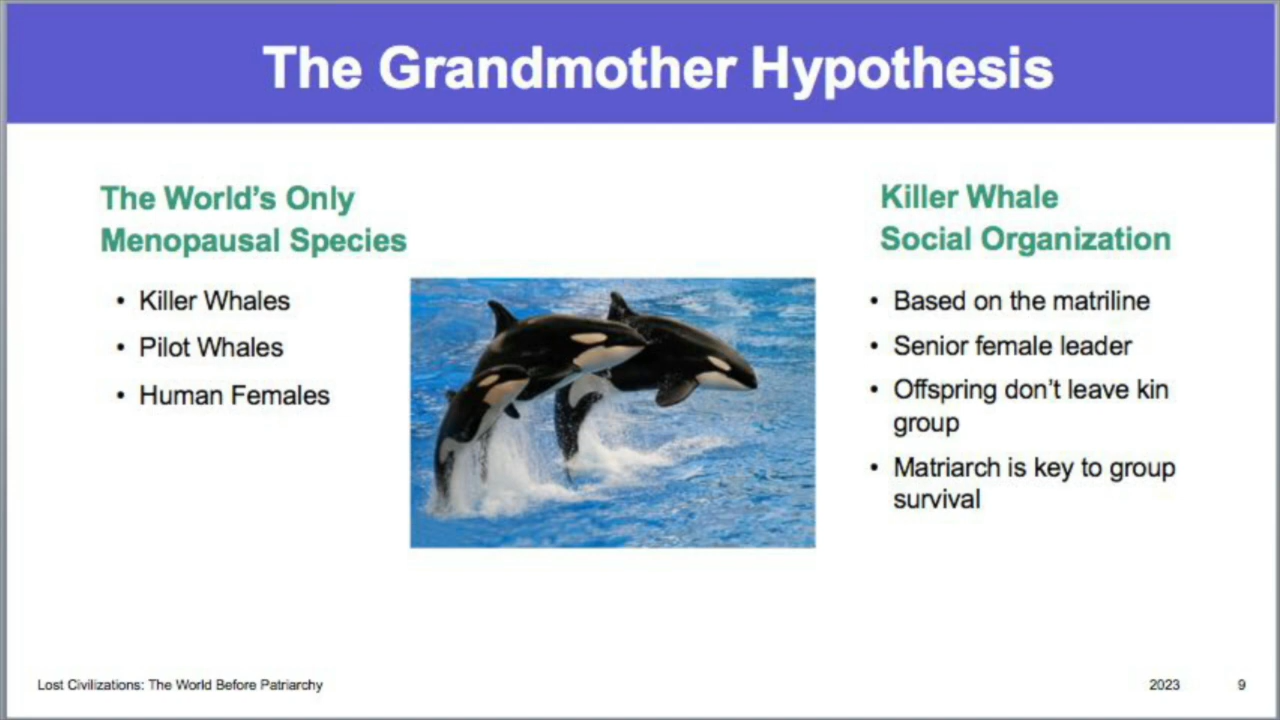 The Grandmother Hypothesis
The World’s Only
Menopausal Species
• Killer Whales
• Pilot Whales
• Human Females
Killer Whale
Social Organization
• Based on the matriline
• Senior female leader
• Offspring don’t leave kin
group
• Matriarch is key to group
survival
Lost Civilizations: The World Before Patriarchy
2023
9